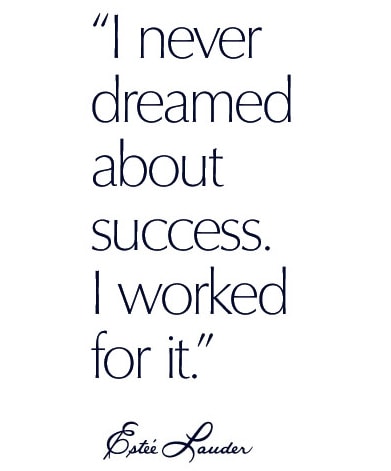 “I never
dreamed
about
success.
I worked
for it.”
Estée Lauder